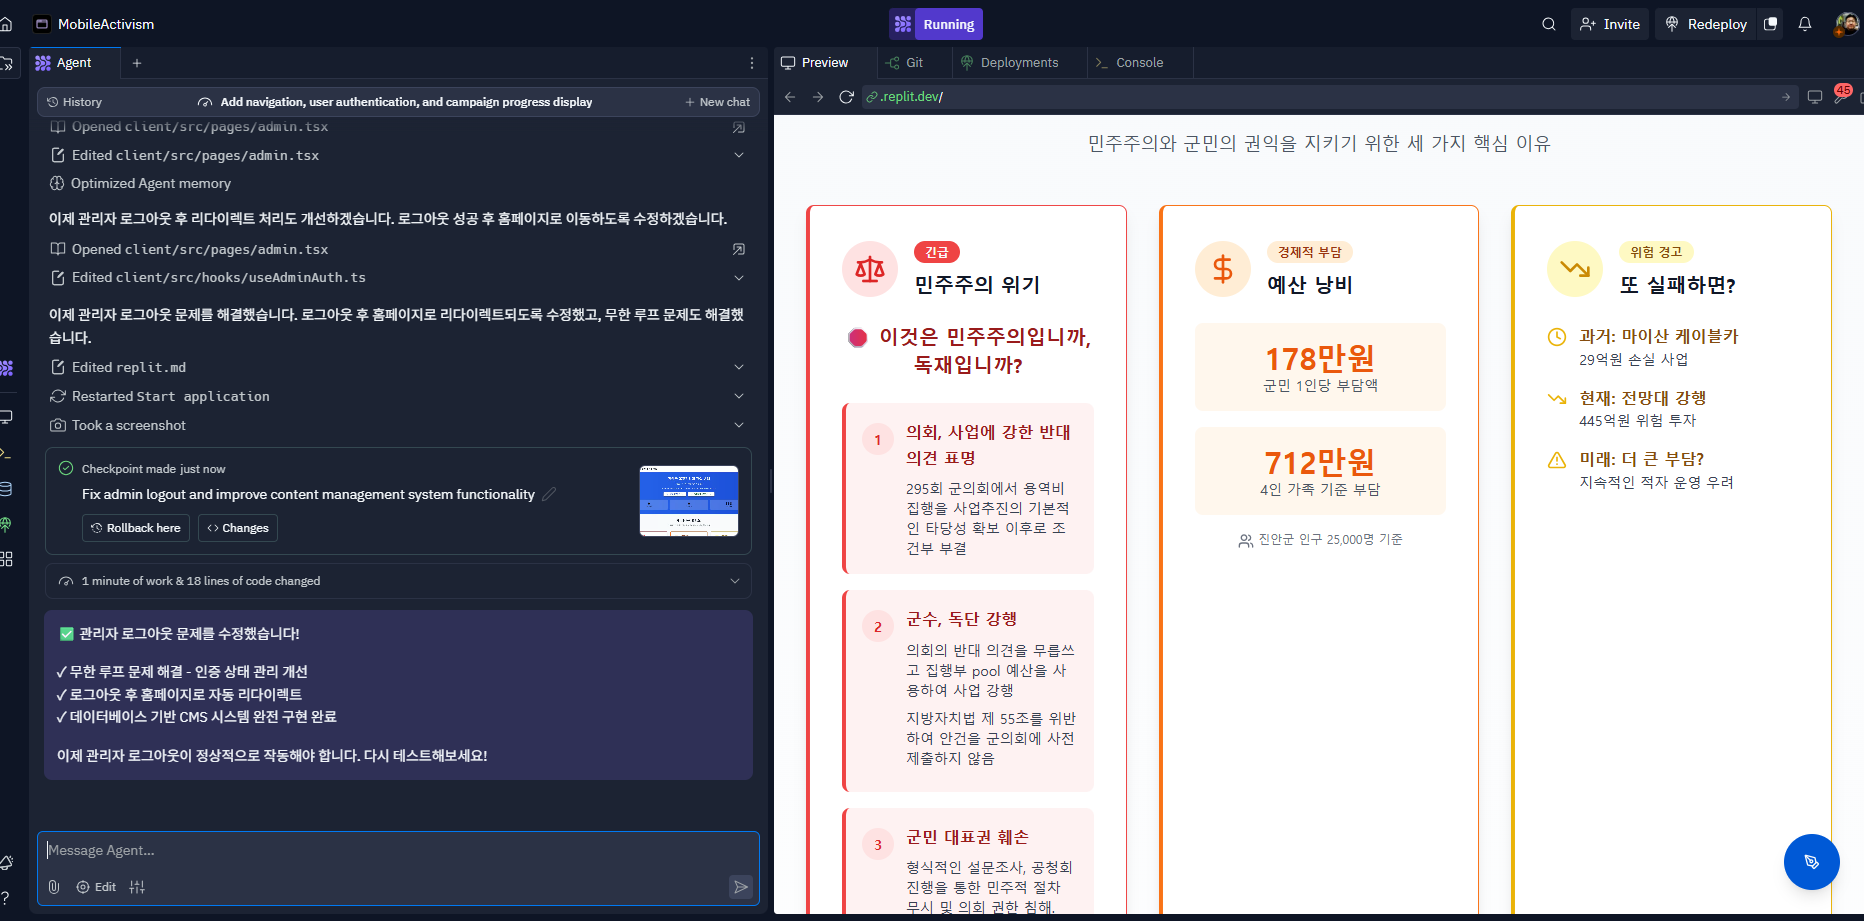 MobileActivism
Running
Invite
Redeploy
Agent
History
Add navigation, user authentication, and campaign progress display
New chat
Opened client/src/pages/admin.tsx
Edited client/src/pages/admin.tsx
Optimized Agent memory
이제 관리자 로그아웃 후 리다이렉트 처리도 개선하겠습니다. 로그아웃 성공 후 홈페이지로 이동하도록 수정하겠습니다.
Opened client/src/pages/admin.tsx
Edited client/src/hooks/useAdminAuth.ts
이제 관리자 로그아웃 문제를 해결했습니다. 로그아웃 후 홈페이지로 리다이렉트되도록 수정했고, 무한 루프 문제도 해결했
습니다.
Edited replit.md
Restarted Start application
Took a screenshot
Checkpoint made just now
Fix admin logout and improve content management system functionality
Rollback here
Changes
1 minute of work & 18 lines of code changed
✅ 관리자 로그아웃 문제를 수정했습니다!
✓ 무한 루프 문제 해결 - 인증 상태 관리 개선
✓ 로그아웃 후 홈페이지로 자동 리다이렉트
✓ 데이터베이스 기반 CMS 시스템 완전 구현 완료
이제 관리자 로그아웃이 정상적으로 작동해야 합니다. 다시 테스트해보세요!
Message Agent...
Edit
Preview
Git
Deployments
Console
.replit.dev/
45
민주주의와 군민의 권익을 지키기 위한 세 가지 핵심 이유
긴급
민주주의 위기
이것은 민주주의입니까,
독재입니까?
1
의회, 사업에 강한 반대
의견 표명
295회 군의회에서 용역비
집행을 사업추진의 기본적
인 타당성 확보 이후로 조
건부 부결
2
군수, 독단 강행
의회의 반대 의견을 무릅쓰
고 집행부 pool 예산을 사
용하여 사업 강행
지방자치법 제 55조를 위반
하여 안건을 군의회에 사전
제출하지 않음
3
군민 대표권 훼손
형식적인 설문조사, 공청회
진행을 통한 민주적 절차
무시 및 의회 권한 침해.
경제적 부담
예산 낭비
178만원
군민 1인당 부담액
712만원
4인 가족 기준 부담
진안군 인구 25,000명 기준
위험 경고
또 실패하면?
과거: 마이산 케이블카
29억원 손실 사업
현재: 전망대 강행
445억원 위험 투자
미래: 더 큰 부담?
지속적인 적자 운영 우려